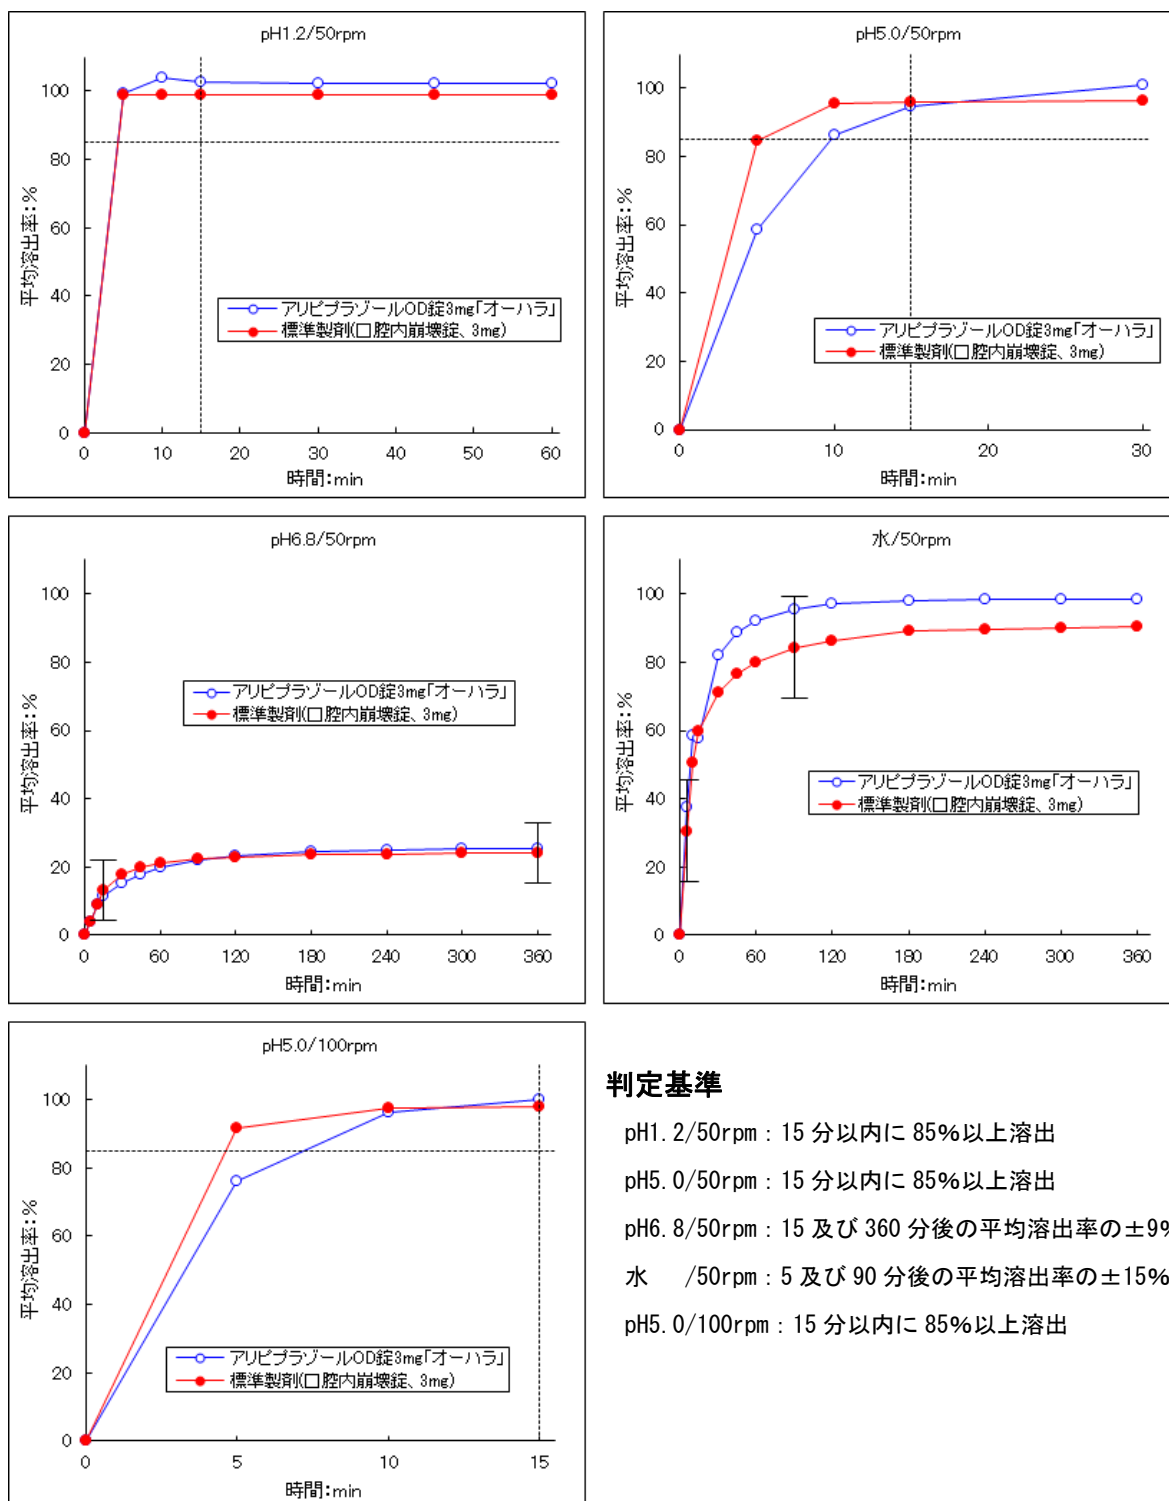 pH1.2/50rpm
平均溶出率:%
100
80
60
40
20
0
アリピプラゾールOD錠3mg「オーハラ」
標準製剤(口腔内崩壊錠、3mg)
0 10 20 30 40 50 60
時間:min
pH5.0/50rpm
平均溶出率:%
100
80
60
40
20
0
アリピプラゾールOD錠3mg「オーハラ」
標準製剤(口腔内崩壊錠、3mg)
0 10 20 30
時間:min
pH6.8/50rpm
平均溶出率:%
100
80
60
40
20
0
アリピプラゾールOD錠3mg「オーハラ」
標準製剤(口腔内崩壊錠、3mg)
0 60 120 180 240 300 360
時間:min
水/50rpm
平均溶出率:%
100
80
60
40
20
0
アリピプラゾールOD錠3mg「オーハラ」
標準製剤(口腔内崩壊錠、3mg)
0 60 120 180 240 300 360
時間:min
pH5.0/100rpm
平均溶出率:%
100
80
60
40
20
0
アリピプラゾールOD錠3mg「オーハラ」
標準製剤(口腔内崩壊錠、3mg)
0 5 10 15
時間:min
判定基準
pH1.2/50rpm:15分以内に85%以上溶出
pH5.0/50rpm:15分以内に85%以上溶出
pH6.8/50rpm:15及び360分後の平均溶出率の±9%
水 /50rpm:5及び90分後の平均溶出率の±15%
pH5.0/100rpm:15分以内に85%以上溶出